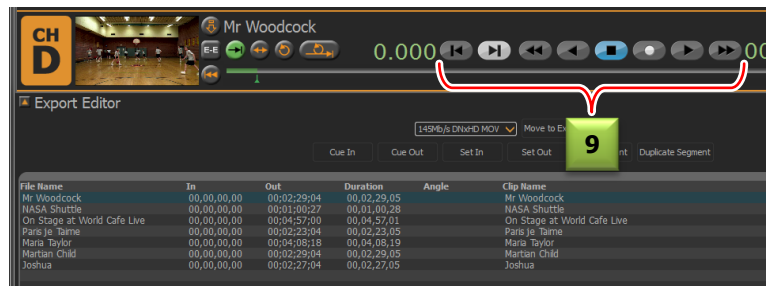 CH
D
Mr Woodcock
E-E
0.000
00
Export Editor
145Mb/s DNxHD MOV
Move to Ex
9
Cue In
Cue Out
Set In
Set Out
nt
Duplicate Segment
File Name In Out Duration Angle Clip Name
Mr Woodcock 00,00,00,00 00;02;29;04 00,02,29,05 Mr Woodcock
NASA Shuttle 00,00,00,00 00;01;00;27 00,01,00,28 NASA Shuttle
On Stage at World Cafe Live 00,00,00,00 00;04;57;00 00,04,57,01 On Stage at World Cafe Live
Paris Je Taime 00,00,00,00 00;02;23;04 00,02,23,05 Paris Je Taime
Maria Taylor 00,00,00,00 00;04;08;18 00,04,08,19 Maria Taylor
Martian Child 00,00,00,00 00;02;29;04 00,02,29,05 Martian Child
Joshua 00,00,00,00 00;02;27;04 00,02,27,05 Joshua